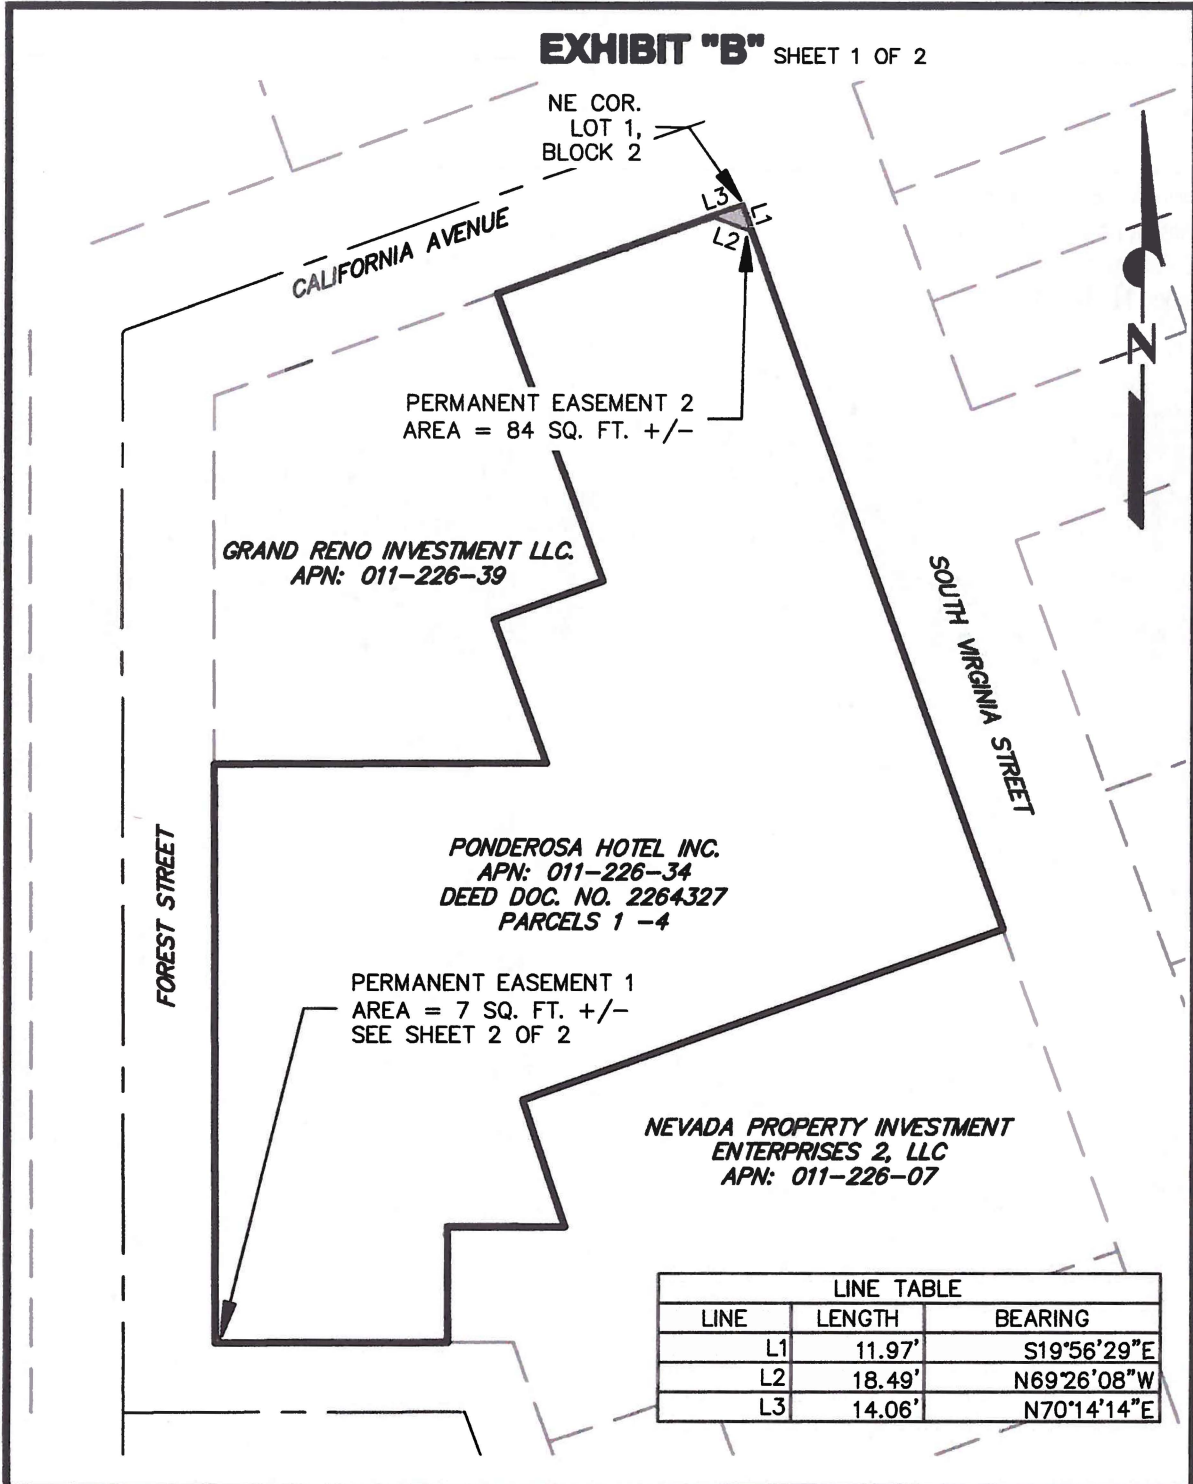 EXHIBIT "B" SHEET 1 OF 2
NE COR.
LOT 1,
BLOCK 2
L3
L1
L2
CALIFORNIA AVENUE
N
PERMANENT EASEMENT 2
AREA = 84 SQ. FT. +/-
GRAND RENO INVESTMENT LLC.
APN: 011-226-39
SOUTH VIRGINIA STREET
FOREST STREET
PONDEROSA HOTEL INC.
APN: 011-226-34
DEED DOC. NO. 2264327
PARCELS 1 -4
PERMANENT EASEMENT 1
AREA = 7 SQ. FT. +/-
SEE SHEET 2 OF 2
NEVADA PROPERTY INVESTMENT
ENTERPRISES 2, LLC
APN: 011-226-07
LINE TABLE
LINE LENGTH BEARING
L1 11.97' S19°56'29"E
L2 18.49' N69°26'08"W
L3 14.06' N70°14'14"E